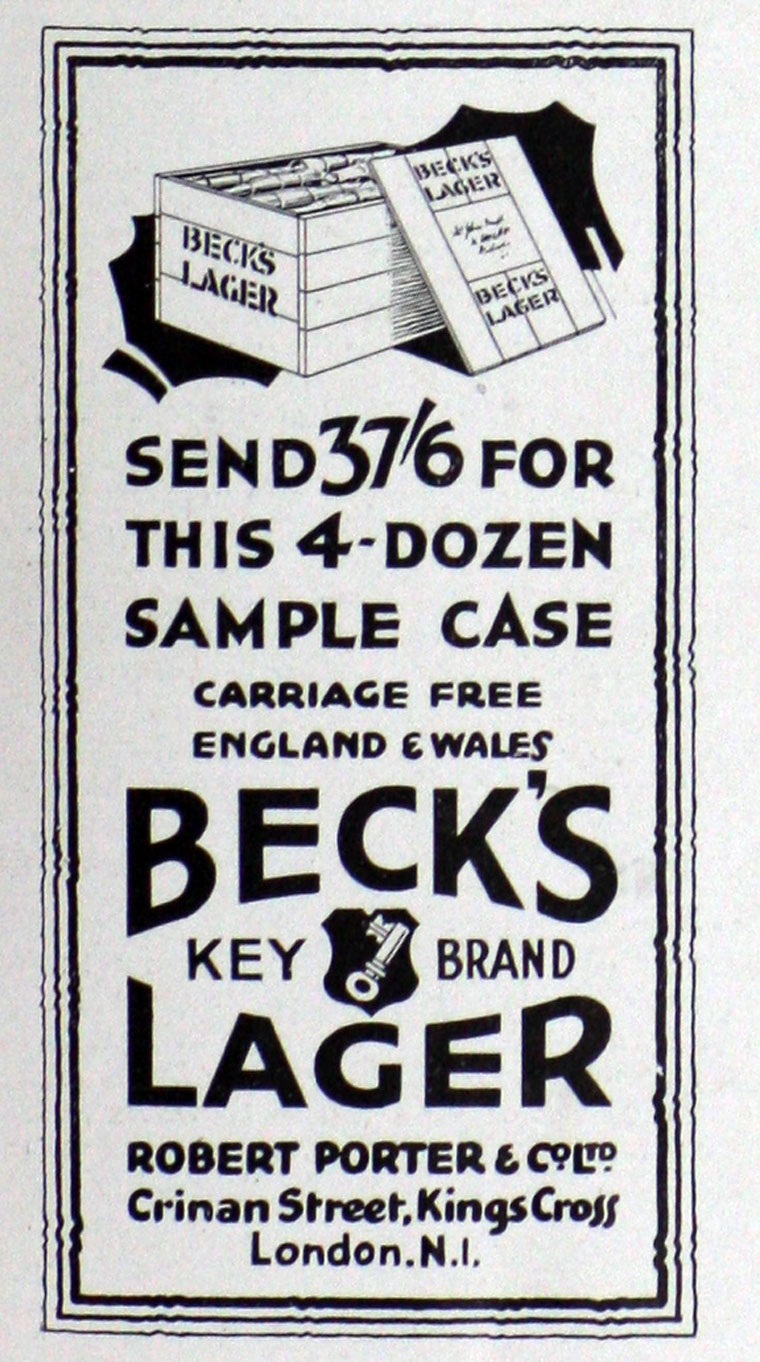 BECK'S
LAGER
BECK'S
LAGER
BECK'S
LAGER
SEND 37/6 FOR
THIS 4-DOZEN
SAMPLE CASE
CARRIAGE FREE
ENGLAND & WALES
BECK'S
KEY BRAND
LAGER
ROBERT PORTER & CO LTD
Crinan Street, Kings Cross
London. N.1.